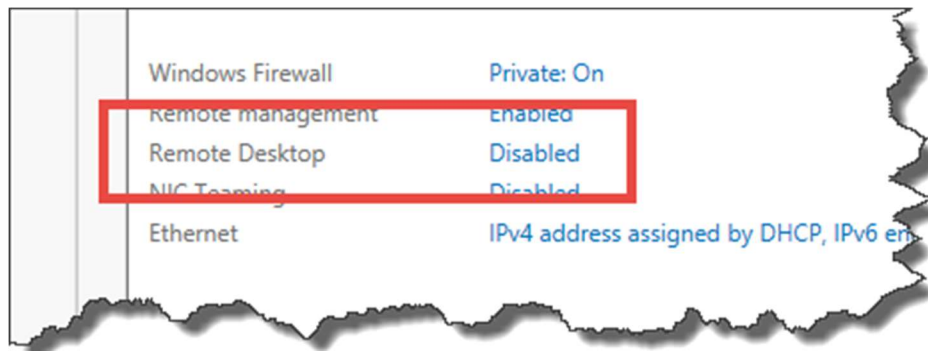 Windows Firewall Private: On
Remote management Enabled
Remote Desktop Disabled
NIC Teaming Disabled
Ethernet IPv4 address assigned by DHCP, IPv6 en